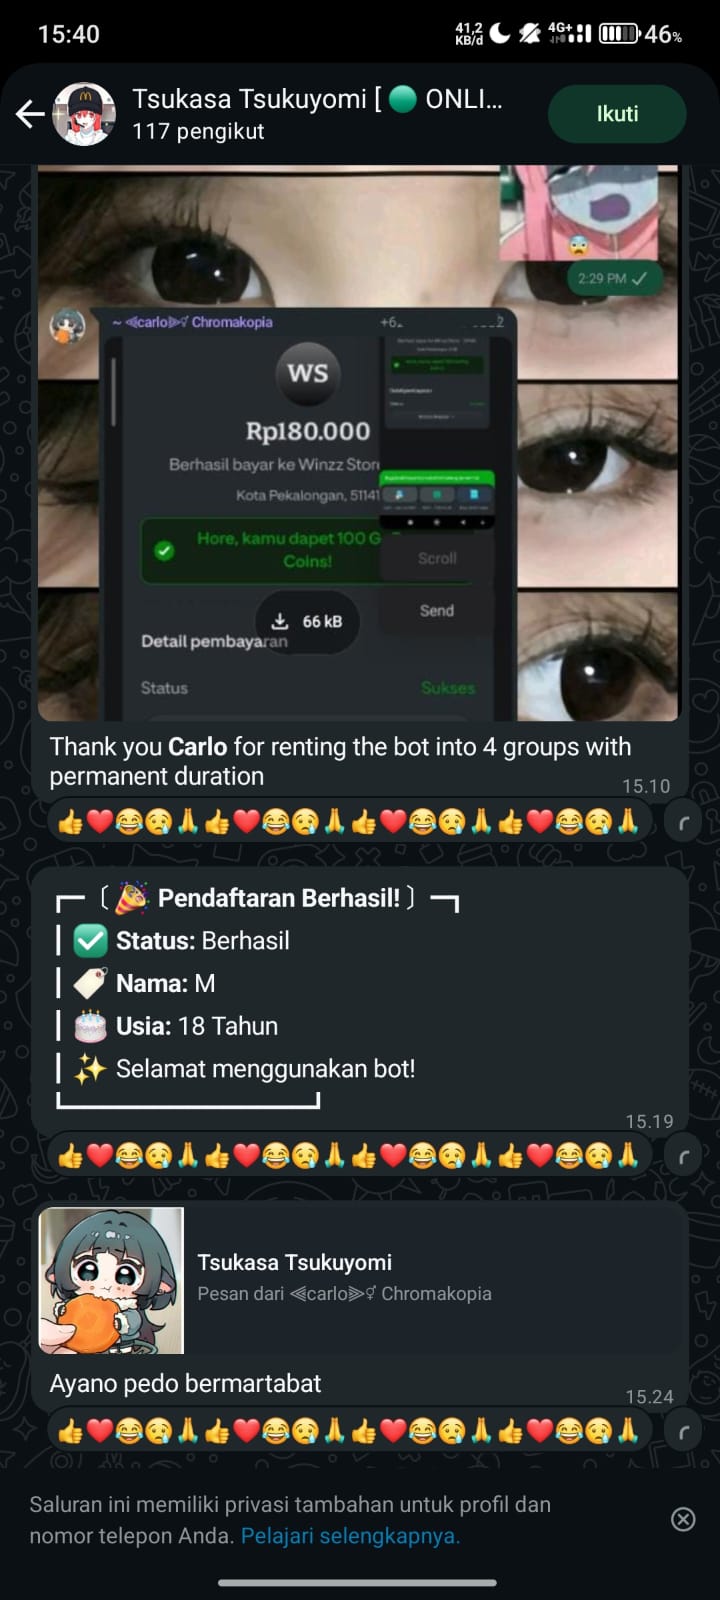 15:40
41,2 KB/d
4G+
46%
Tsukasa Tsukuyomi [ 🟢 ONLI...
117 pengikut
Ikuti
2:29 PM
~ ⪻carlo⪼⚥ Chromakopia
+6
2
WS
Rp180.000
Berhasil bayar ke Winzz Store
Kota Pekalongan, 51141
Hore, kamu dapet 100 G
Coins!
Scroll
Send
66 kB
Detail pembayaran
Status
Sukses
Thank you Carlo for renting the bot into 4 groups with
permanent duration
15.10
👍❤️😂😢🙏👍❤️😂😢🙏👍❤️😂😢🙏👍❤️😂😢🙏
┌─〔 🎉 Pendaftaran Berhasil! 〕─┐
| ✅ Status: Berhasil
| 🏷️ Nama: M
| 🎂 Usia: 18 Tahun
| ✨ Selamat menggunakan bot!
└──────────┘
15.19
👍❤️😂😢🙏👍❤️😂😢🙏👍❤️😂😢🙏👍❤️😂😢🙏
Tsukasa Tsukuyomi
Pesan dari ⪻carlo⪼⚥ Chromakopia
Ayano pedo bermartabat
15.24
👍❤️😂😢🙏👍❤️😂😢🙏👍❤️😂😢🙏👍❤️😂😢🙏
Saluran ini memiliki privasi tambahan untuk profil dan
nomor telepon Anda. Pelajari selengkapnya.